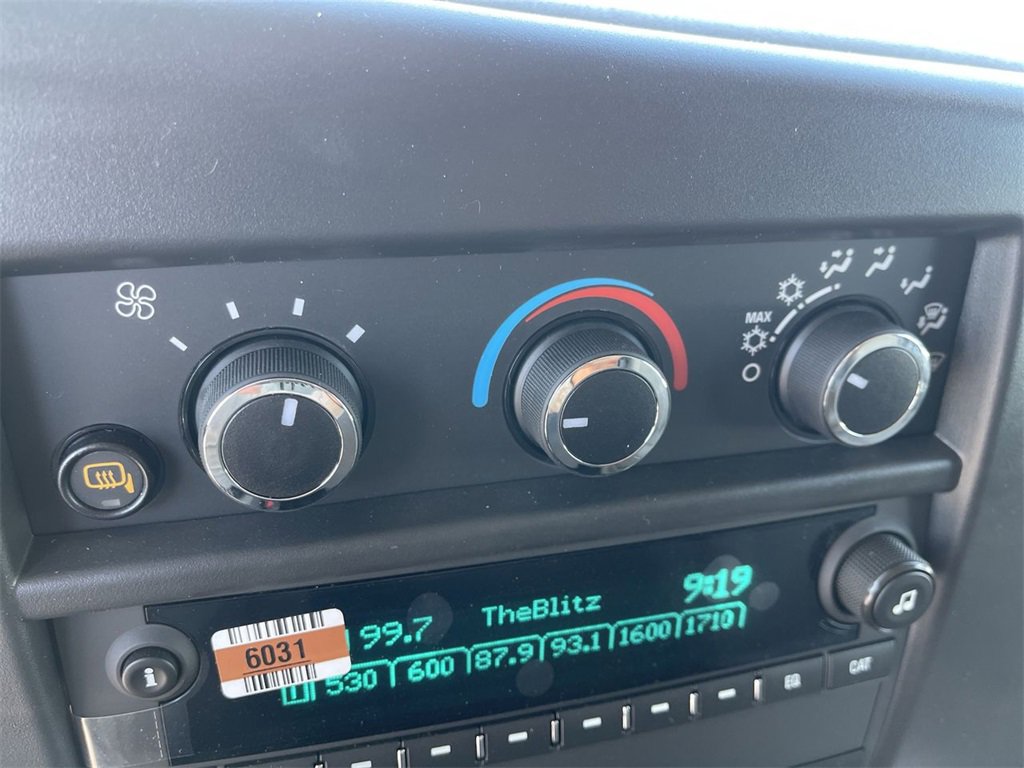 MAX
99.7 TheBlitz 9:19
6031
530 600 87.9 93.1 1600 1710
i
EQ CAT